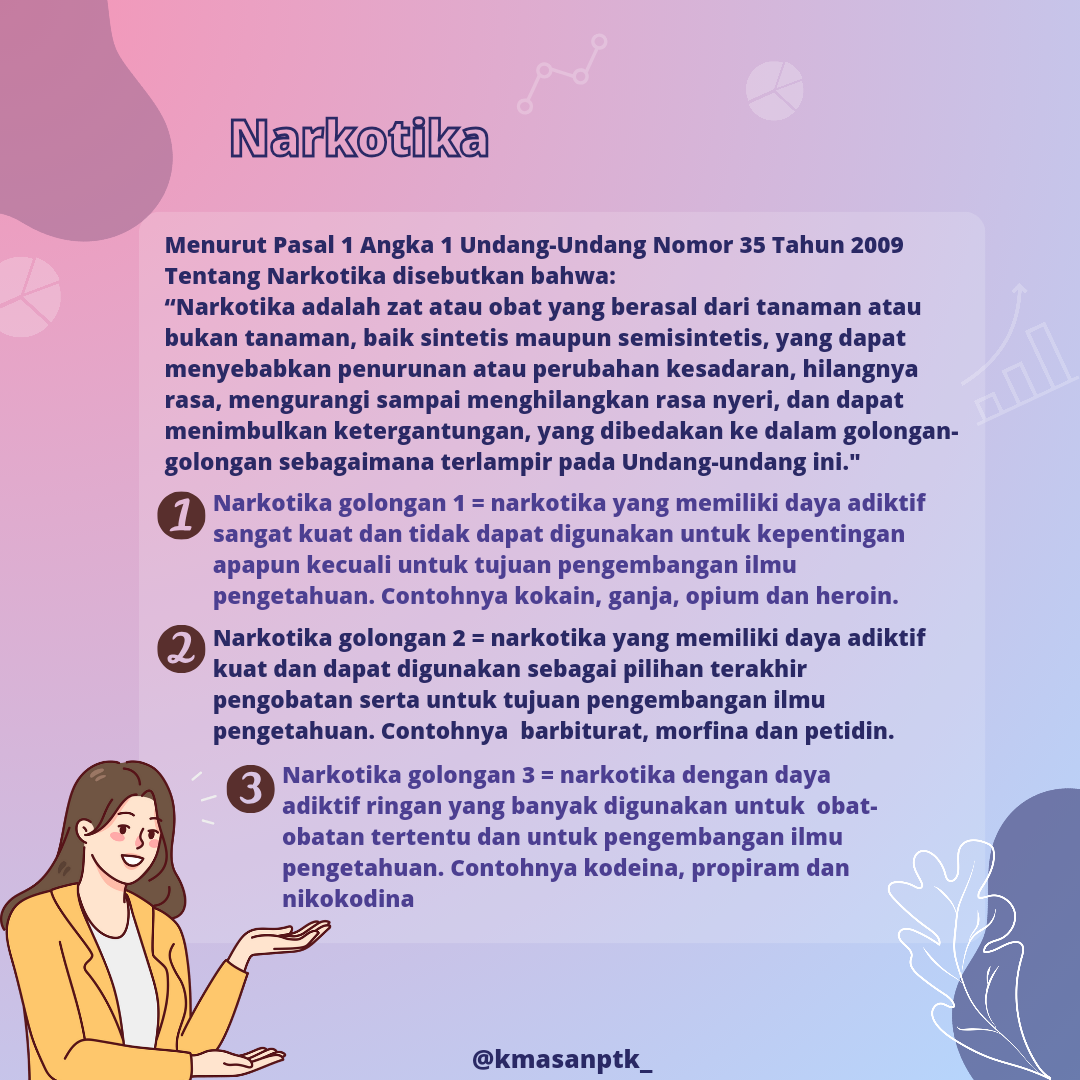 Narkotika
Menurut Pasal 1 Angka 1 Undang-Undang Nomor 35 Tahun 2009
Tentang Narkotika disebutkan bahwa:
“Narkotika adalah zat atau obat yang berasal dari tanaman atau
bukan tanaman, baik sintetis maupun semisintetis, yang dapat
menyebabkan penurunan atau perubahan kesadaran, hilangnya
rasa, mengurangi sampai menghilangkan rasa nyeri, dan dapat
menimbulkan ketergantungan, yang dibedakan ke dalam golongan-
golongan sebagaimana terlampir pada Undang-undang ini."
1 Narkotika golongan 1 = narkotika yang memiliki daya adiktif
sangat kuat dan tidak dapat digunakan untuk kepentingan
apapun kecuali untuk tujuan pengembangan ilmu
pengetahuan. Contohnya kokain, ganja, opium dan heroin.
2 Narkotika golongan 2 = narkotika yang memiliki daya adiktif
kuat dan dapat digunakan sebagai pilihan terakhir
pengobatan serta untuk tujuan pengembangan ilmu
pengetahuan. Contohnya  barbiturat, morfina dan petidin.
3 Narkotika golongan 3 = narkotika dengan daya
adiktif ringan yang banyak digunakan untuk  obat-
obatan tertentu dan untuk pengembangan ilmu
pengetahuan. Contohnya kodeina, propiram dan
nikokodina
@kmasanptk_